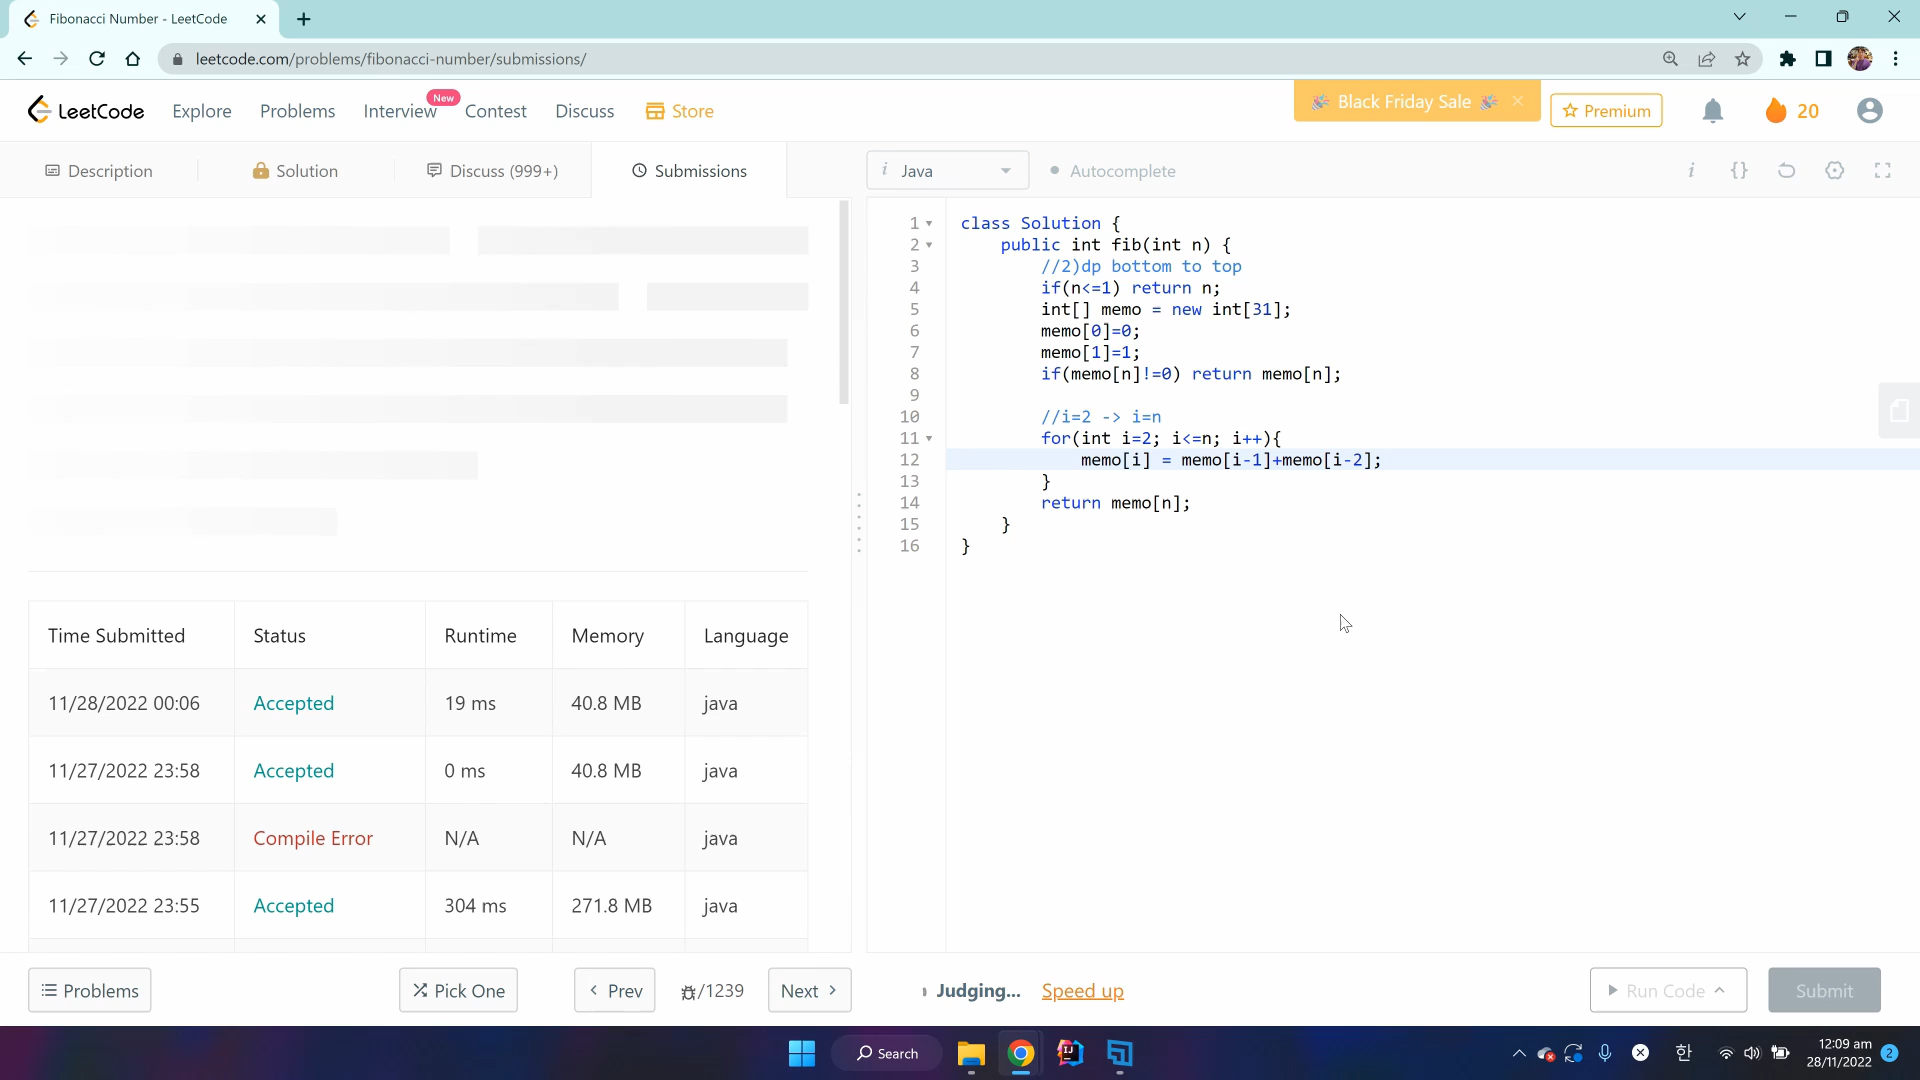 Fibonacci Number - LeetCode
leetcode.com/problems/fibonacci-number/submissions/
LeetCode
Explore
Problems
Interview
New
Contest
Discuss
Store
Black Friday Sale
Premium
20
Description
Solution
Discuss (999+)
Submissions
i Java
Autocomplete
1 class Solution {
2 public int fib(int n) {
3 //2)dp bottom to top
4 if(n<=1) return n;
5 int[] memo = new int[31];
6 memo[0]=0;
7 memo[1]=1;
8 if(memo[n]!=0) return memo[n];
9
10 //i=2 -> i=n
11 for(int i=2; i<=n; i++){
12 memo[i] = memo[i-1]+memo[i-2];
13 }
14 return memo[n];
15 }
16 }
Time Submitted Status Runtime Memory Language
11/28/2022 00:06 Accepted 19 ms 40.8 MB java
11/27/2022 23:58 Accepted 0 ms 40.8 MB java
11/27/2022 23:58 Compile Error N/A N/A java
11/27/2022 23:55 Accepted 304 ms 271.8 MB java
Problems
Pick One
Prev
/1239
Next
Judging...
Speed up
Run Code
Submit
Search
한
12:09 am
28/11/2022
2